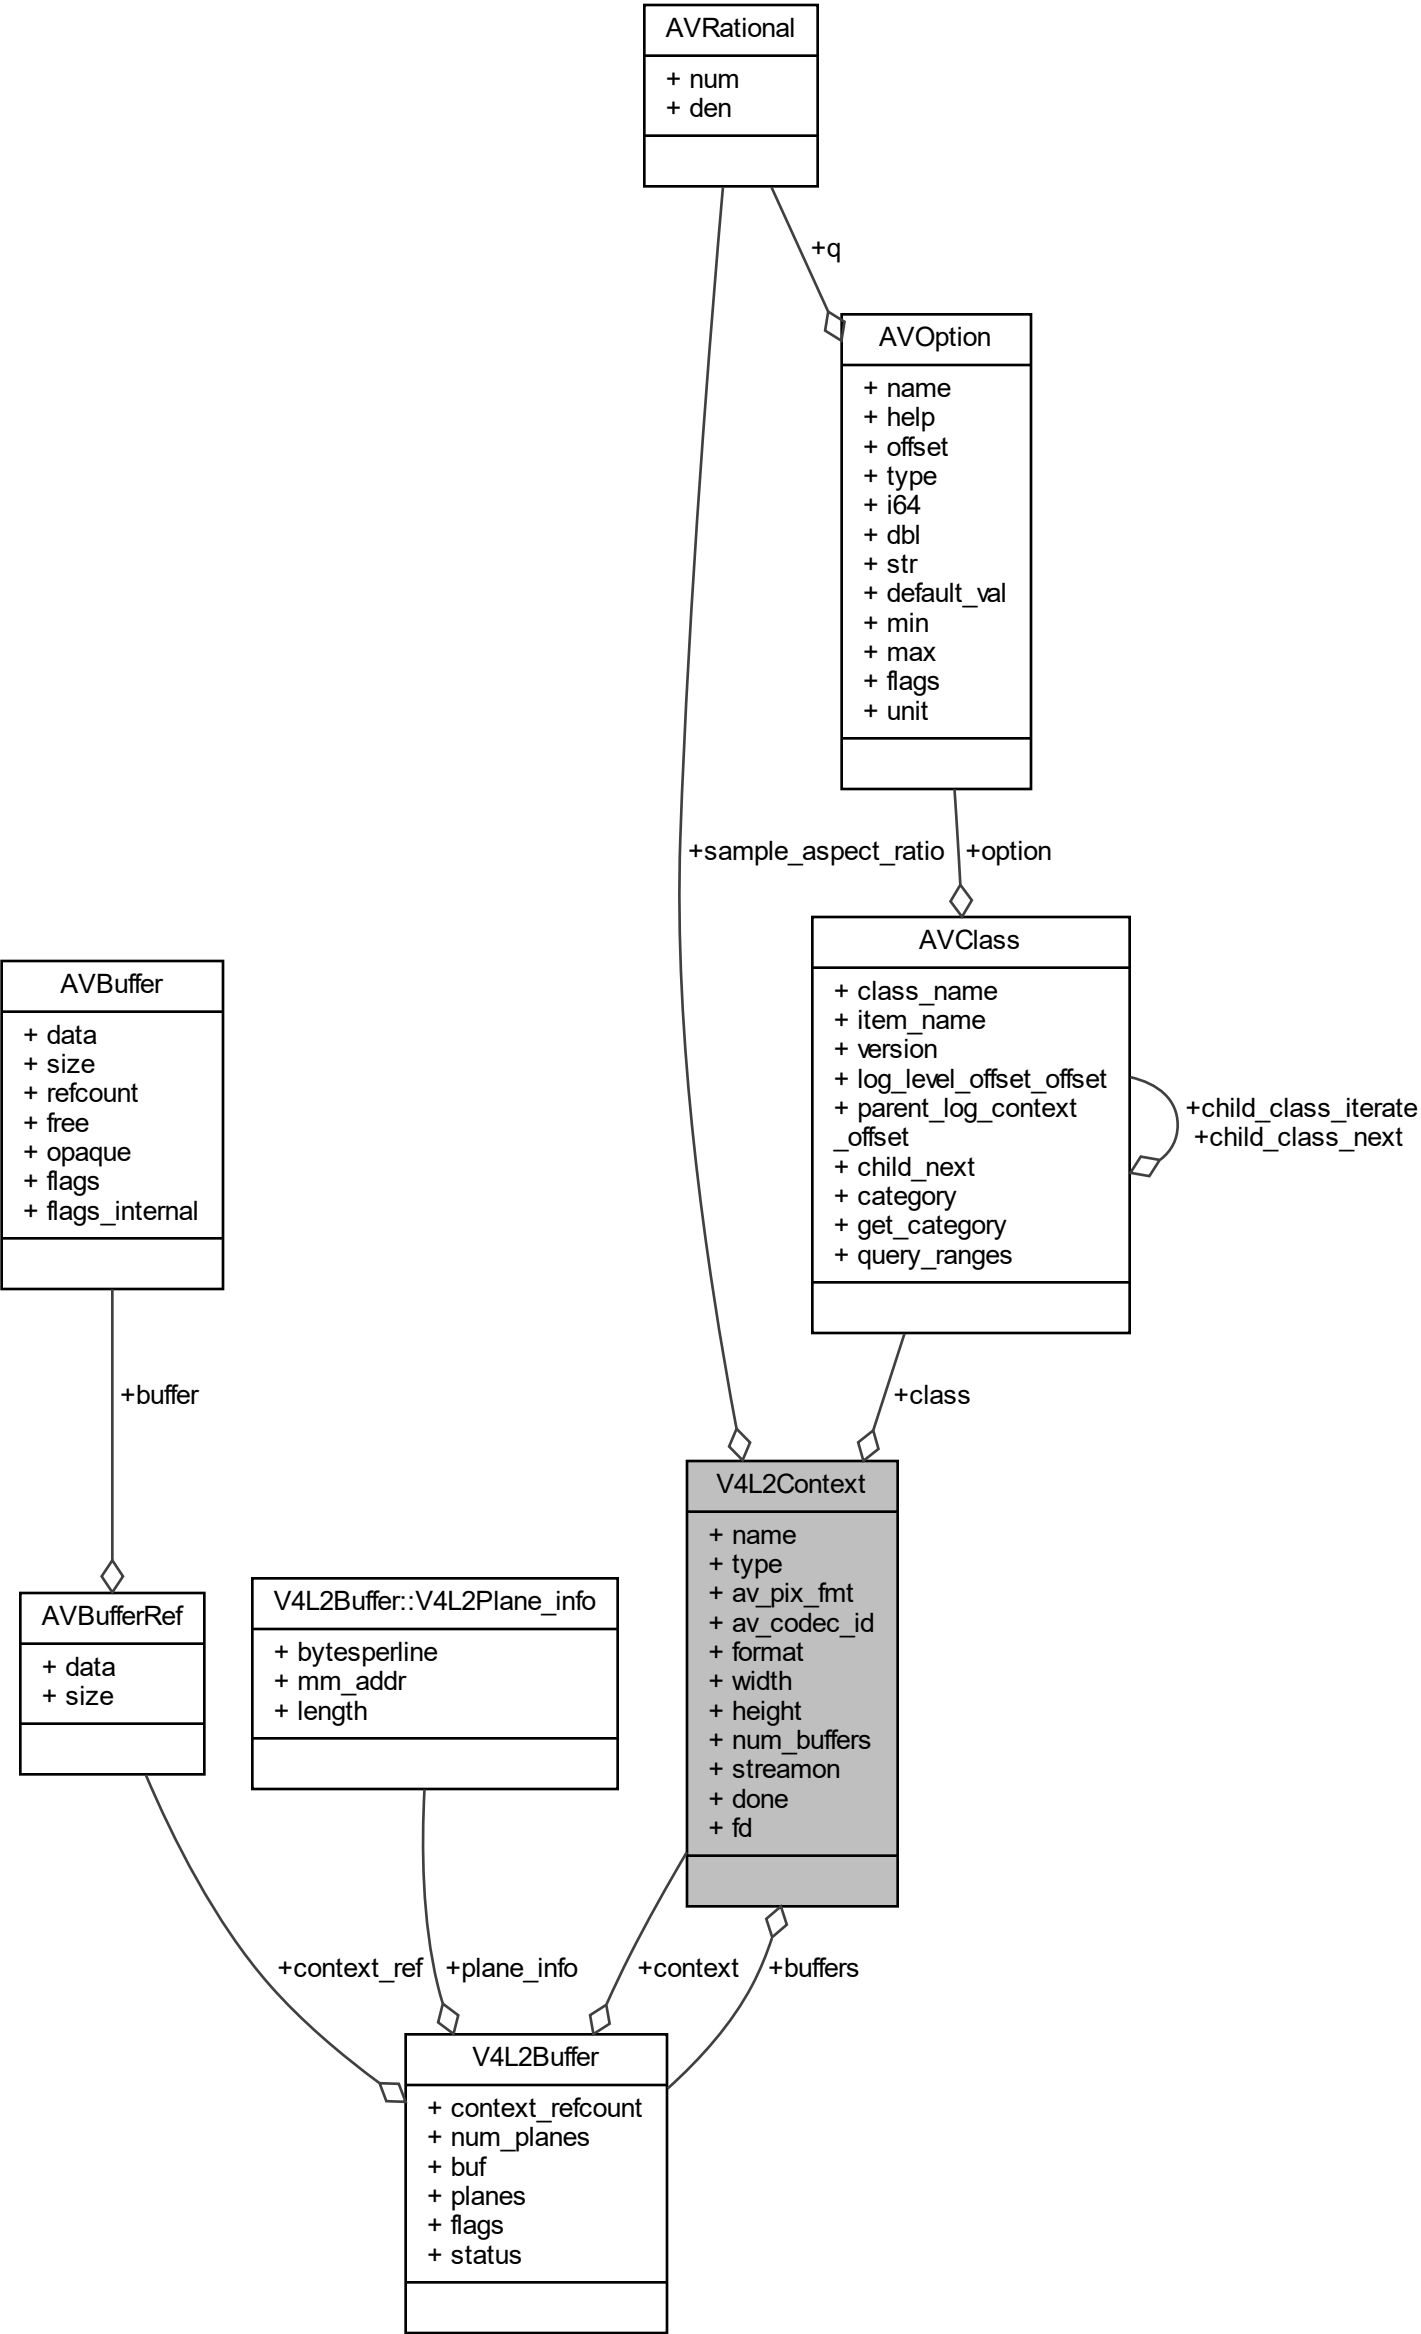 AVRational
+ num
+ den
+q
AVOption
+ name
+ help
+ offset
+ type
+ i64
+ dbl
+ str
+ default_val
+ min
+ max
+ flags
+ unit
+sample_aspect_ratio
+option
AVClass
+ class_name
+ item_name
+ version
+ log_level_offset_offset
+ parent_log_context
_offset
+ child_next
+ category
+ get_category
+ query_ranges
+child_class_iterate
+child_class_next
AVBuffer
+ data
+ size
+ refcount
+ free
+ opaque
+ flags
+ flags_internal
+buffer
+class
V4L2Context
+ name
+ type
+ av_pix_fmt
+ av_codec_id
+ format
+ width
+ height
+ num_buffers
+ streamon
+ done
+ fd
AVBufferRef
+ data
+ size
V4L2Buffer::V4L2Plane_info
+ bytesperline
+ mm_addr
+ length
+context_ref
+plane_info
+context
+buffers
V4L2Buffer
+ context_refcount
+ num_planes
+ buf
+ planes
+ flags
+ status